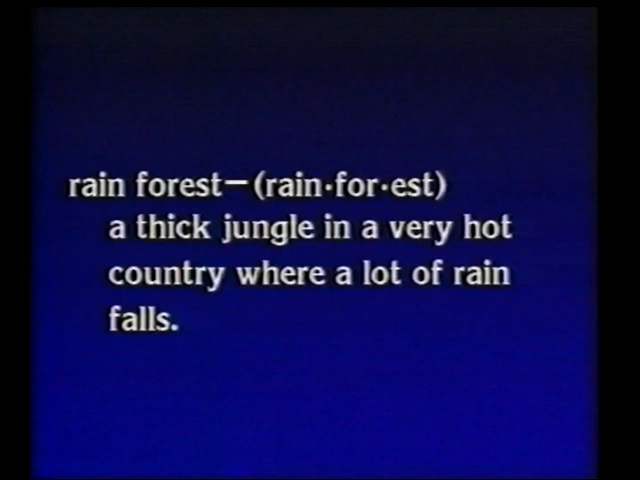 rain forest—(rain·for·est)
a thick jungle in a very hot
country where a lot of rain
falls.